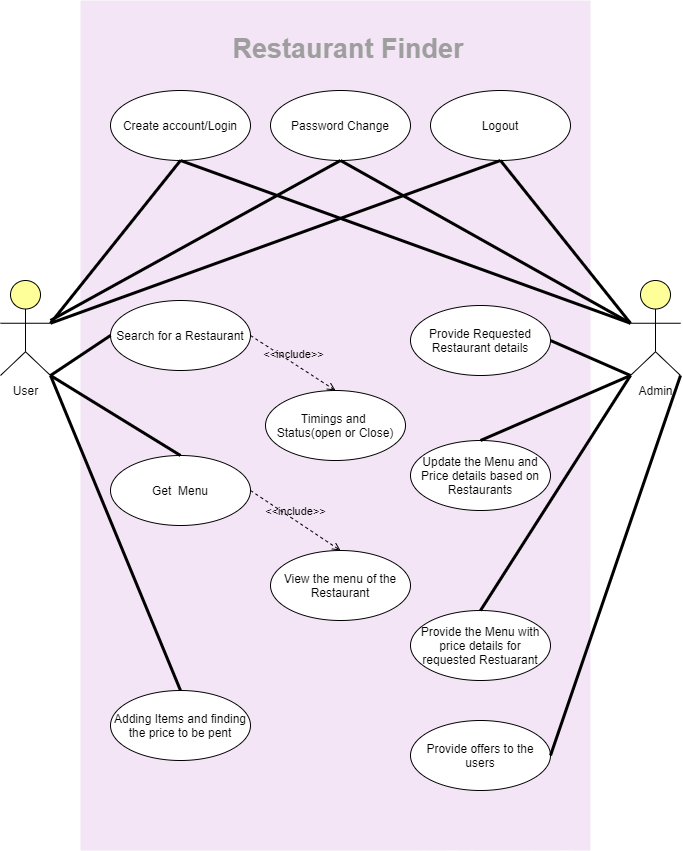 Restaurant Finder
Create account/Login
Password Change
Logout
Search for a Restaurant
<<include>>
Provide Requested
Restaurant details
User
Admin
Timings and
Status(open or Close)
Update the Menu and
Price details based on
Restaurants
Get  Menu
<<include>>
View the menu of the
Restaurant
Provide the Menu with
price details for
requested Restuarant
Adding Items and finding
the price to be pent
Provide offers to the
users